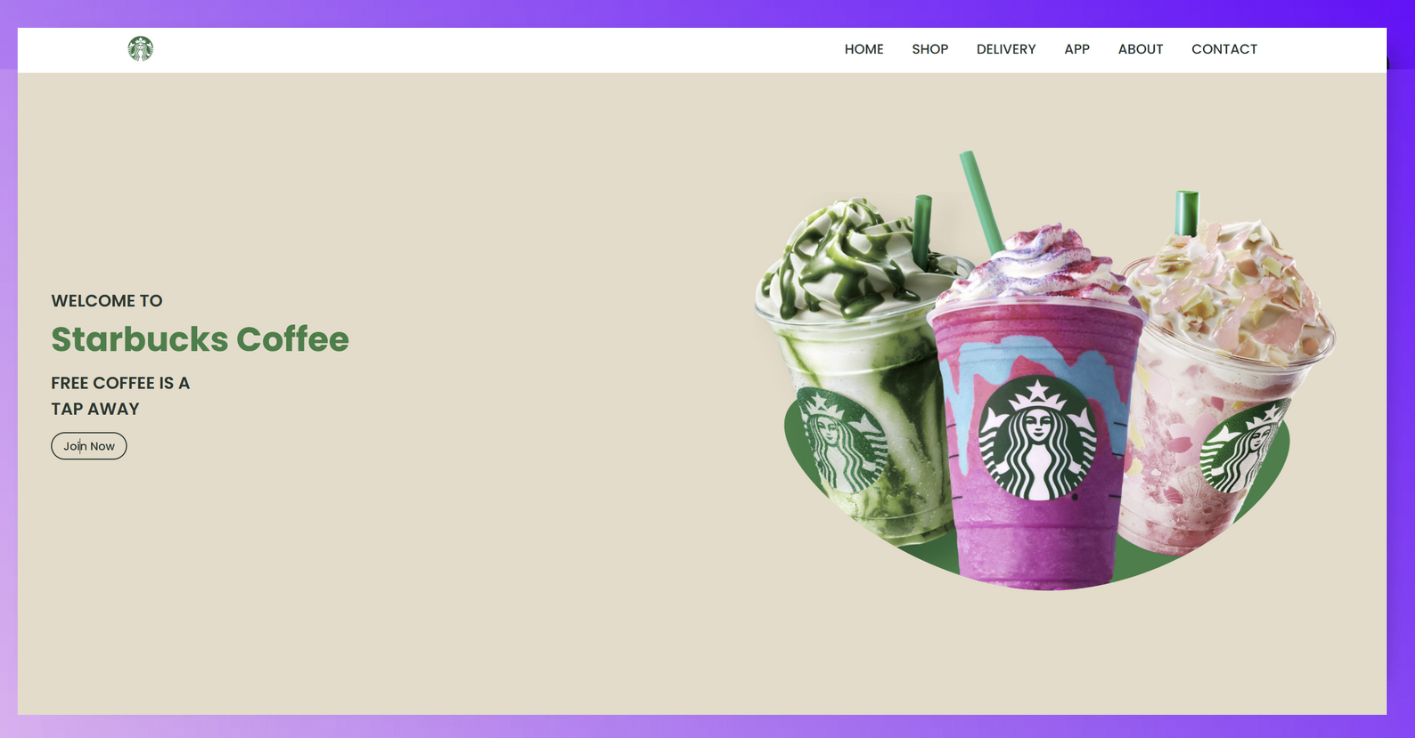 HOME SHOP DELIVERY APP ABOUT CONTACT
WELCOME TO
Starbucks Coffee
FREE COFFEE IS A
TAP AWAY
Join Now